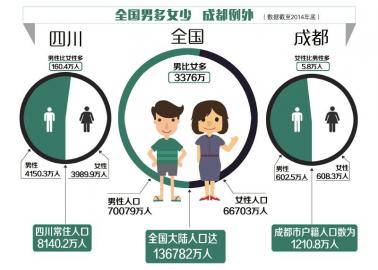 全国男多女少 成都例外
(数据截至2014年底)
四川
男性比女性多
160.4万人
男性
4150.3万人
女性
3989.9万人
四川常住人口
8140.2万人
全国
男比女多
3376万
男性人口
70079万人
女性人口
66703万人
全国大陆人口达
136782万人
成都
女性比男性多
5.8万人
男性
602.5万人
女性
608.3万人
成都市户籍人口数为
1210.8万人